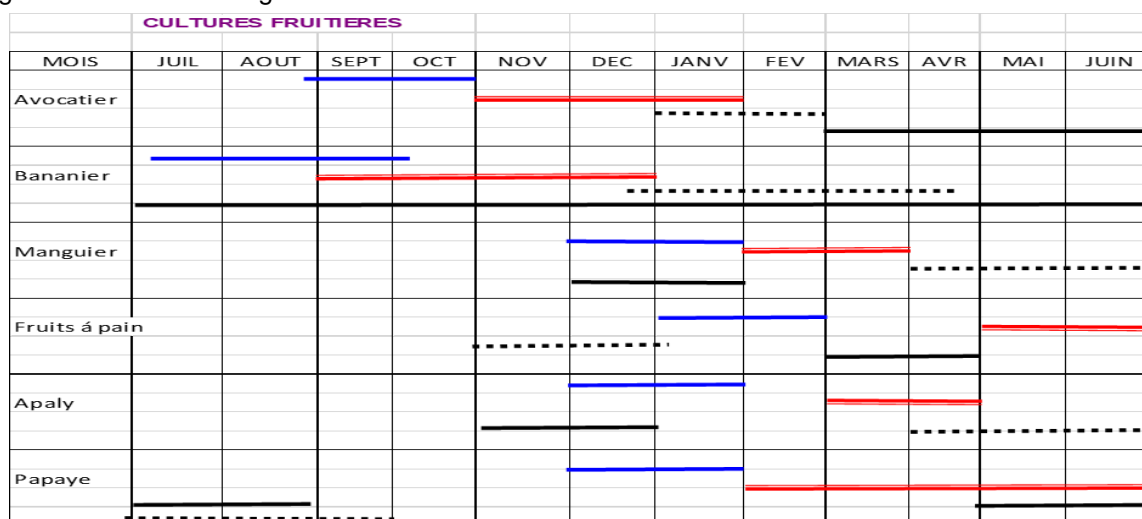 CULTURES FRUITIERES
MOIS JUIL AOUT SEPT OCT NOV DEC JANV FEV MARS AVR MAI JUIN
Avocatier
Bananier
Manguier
Fruits á pain
Apaly
Papaye